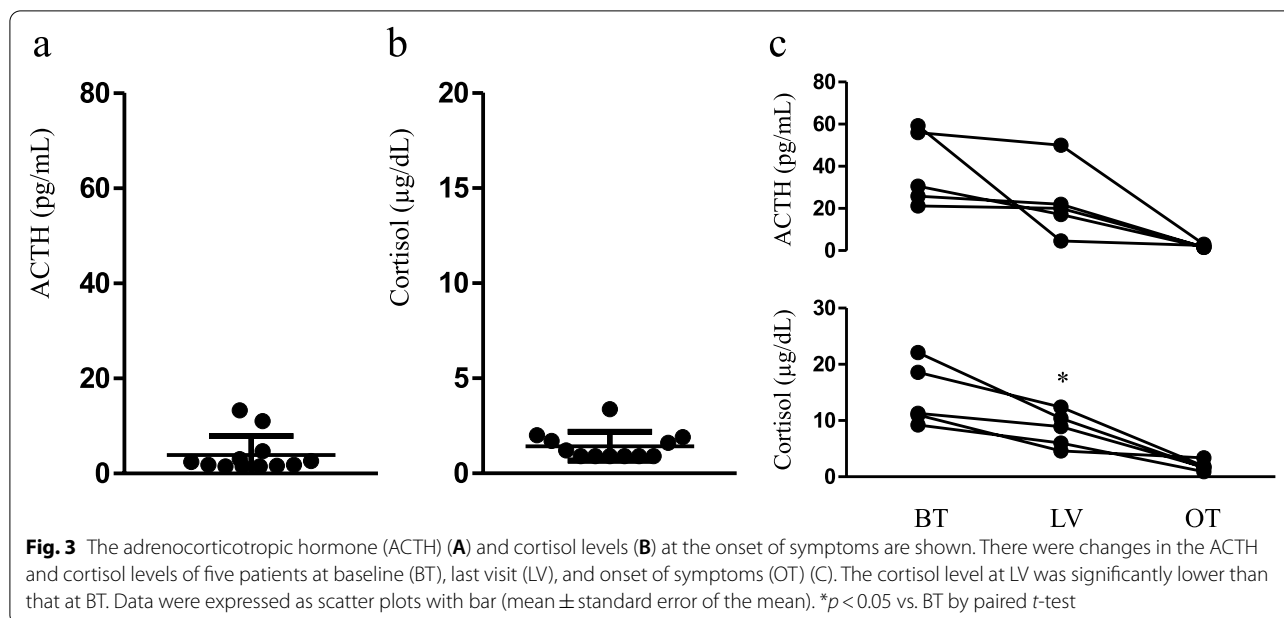 a
b
c
80
60
40
20
0
ACTH (pg/mL)
20
15
10
5
0
Cortisol (μg/dL)
80
60
40
20
0
ACTH (pg/mL)
30
20
10
0
Cortisol (μg/dL)
*
BT LV OT
Fig. 3 The adrenocorticotropic hormone (ACTH) (A) and cortisol levels (B) at the onset of symptoms are shown. There were changes in the ACTH
and cortisol levels of five patients at baseline (BT), last visit (LV), and onset of symptoms (OT) (C). The cortisol level at LV was significantly lower than
that at BT. Data were expressed as scatter plots with bar (mean ± standard error of the mean). *p < 0.05 vs. BT by paired t-test